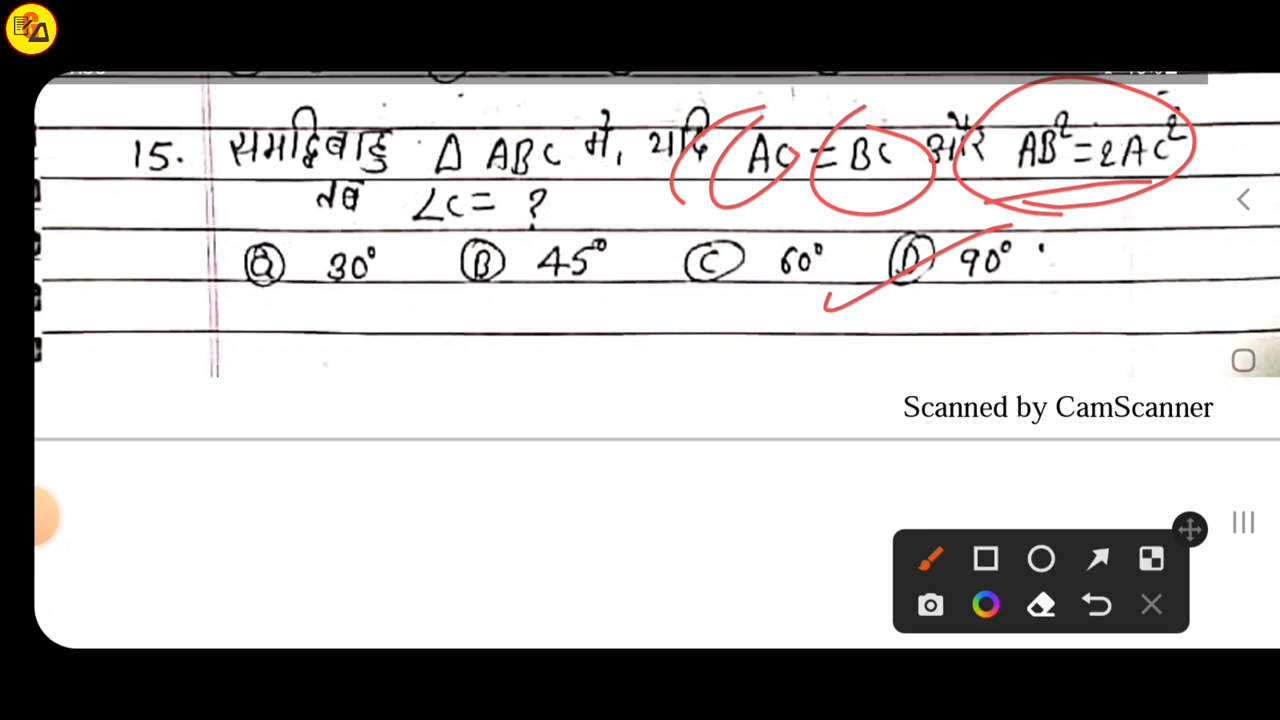 15. समद्विबाहु Δ ABC में, यदि AC = BC और AB² = 2AC²
तब ∠C = ?
Ⓐ 30° Ⓑ 45° Ⓒ 60° Ⓓ 90°
Scanned by CamScanner